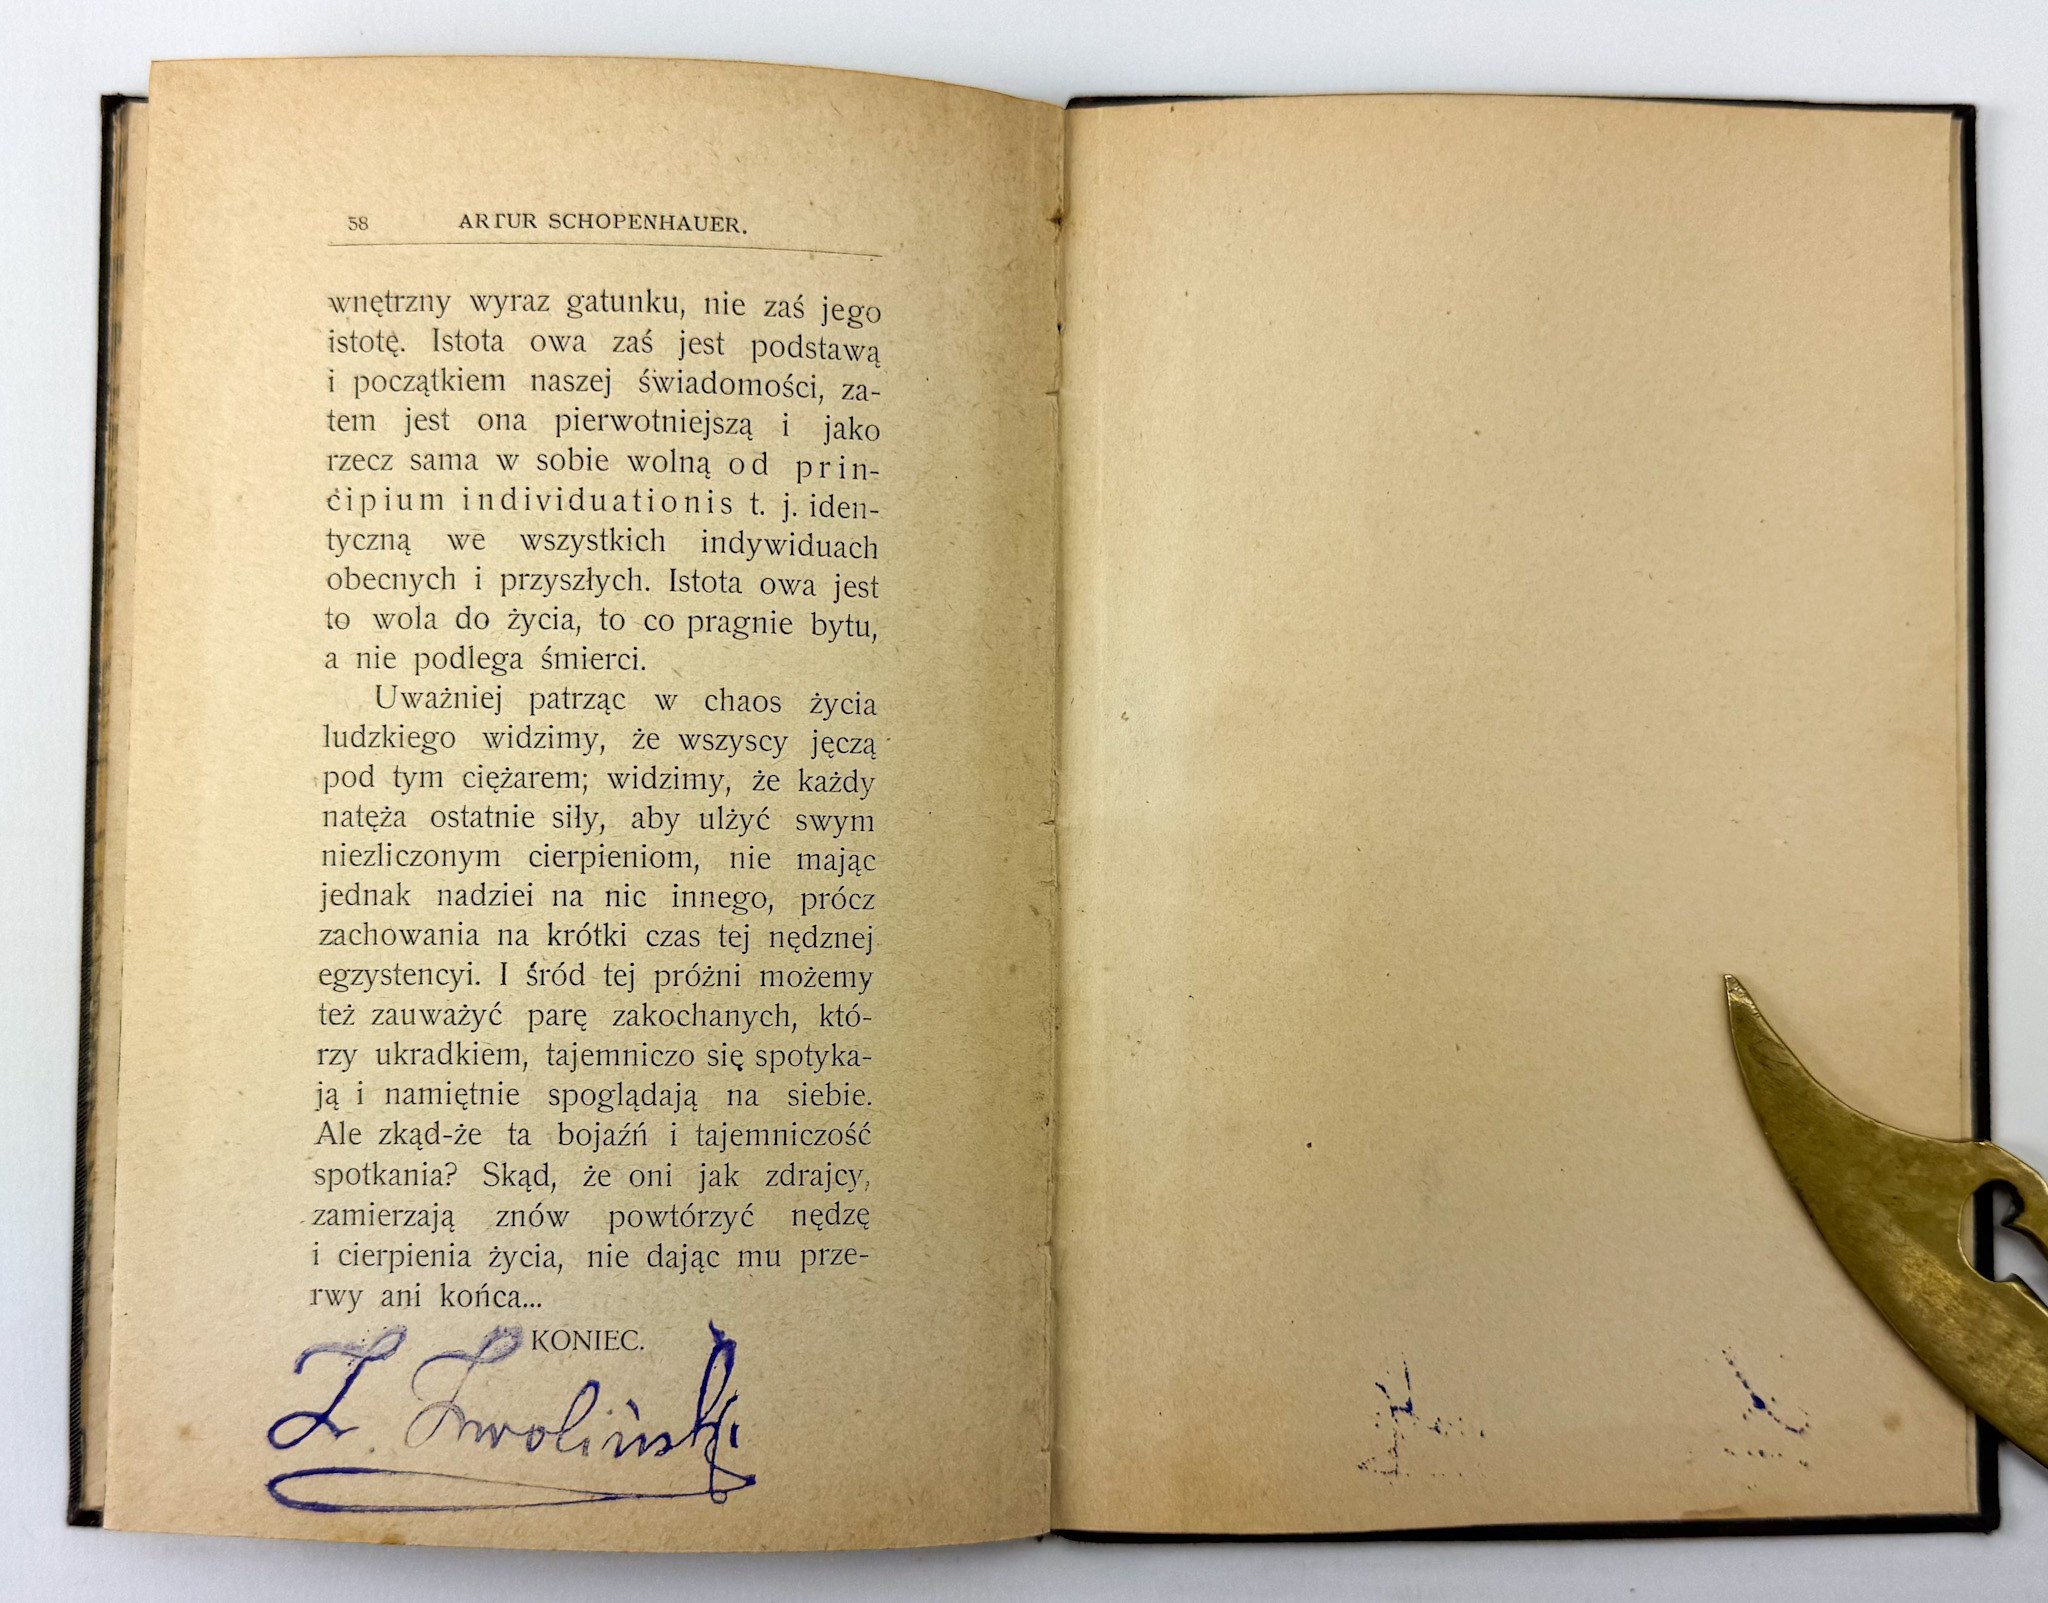 58 ARTUR SCHOPENHAUER.
wnętrzny wyraz gatunku, nie zaś jego
istotę. Istota owa zaś jest podstawą
i początkiem naszej świadomości, za-
tem jest ona pierwotniejszą i jako
rzecz sama w sobie wolną od prin-
cipium individuationis t. j. iden-
tyczną we wszystkich indywiduach
obecnych i przyszłych. Istota owa jest
to wola do życia, to co pragnie bytu,
a nie podlega śmierci.
Uważniej patrząc w chaos życia
ludzkiego widzimy, że wszyscy jęczą
pod tym ciężarem; widzimy, że każdy
natęża ostatnie siły, aby ulżyć swym
niezliczonym cierpieniom, nie mając
jednak nadziei na nic innego, prócz
zachowania na krótki czas tej nędznej
egzystencyi. I śród tej próżni możemy
też zauważyć parę zakochanych, któ-
rzy ukradkiem, tajemniczo się spotyka-
ją i namiętnie spoglądają na siebie.
Ale zkąd-że ta bojaźń i tajemniczość
spotkania? Skąd, że oni jak zdrajcy,
zamierzają znów powtórzyć nędzę
i cierpienia życia, nie dając mu prze-
rwy ani końca...
KONIEC.
Z. Zwoliński